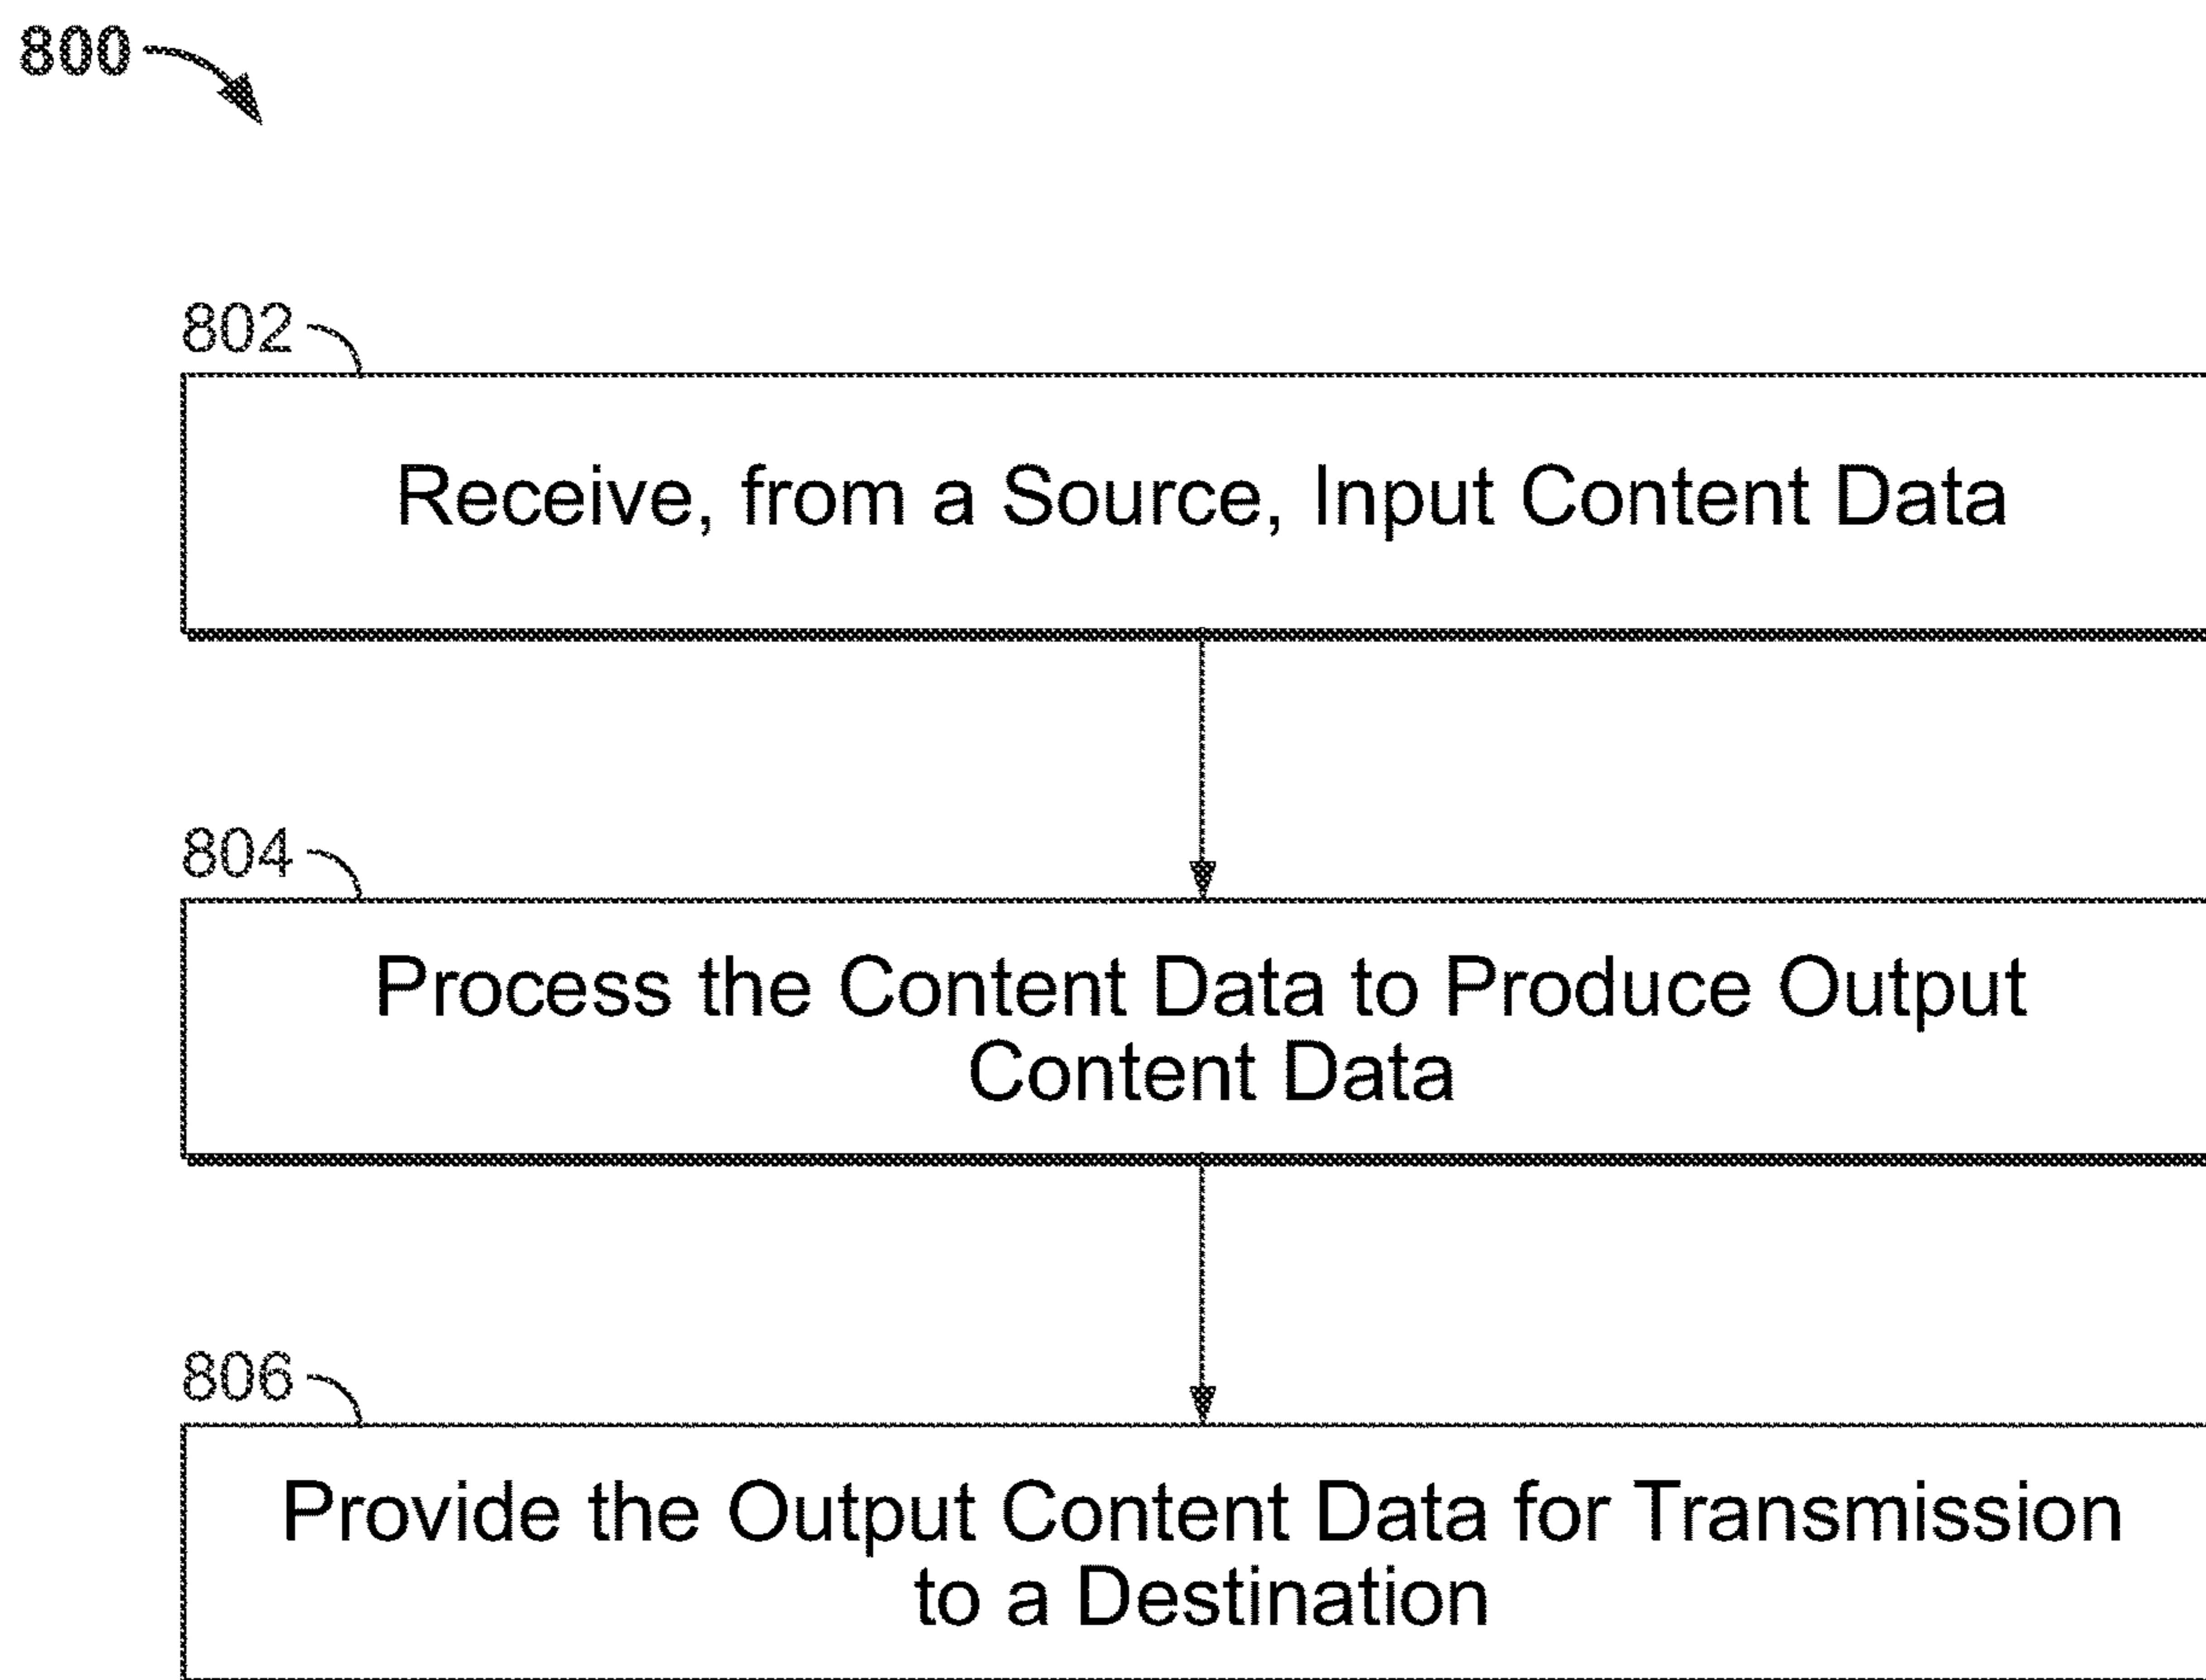 800
802
Receive, from a Source, Input Content Data
804
Process the Content Data to Produce Output
Content Data
806
Provide the Output Content Data for Transmission
to a Destination